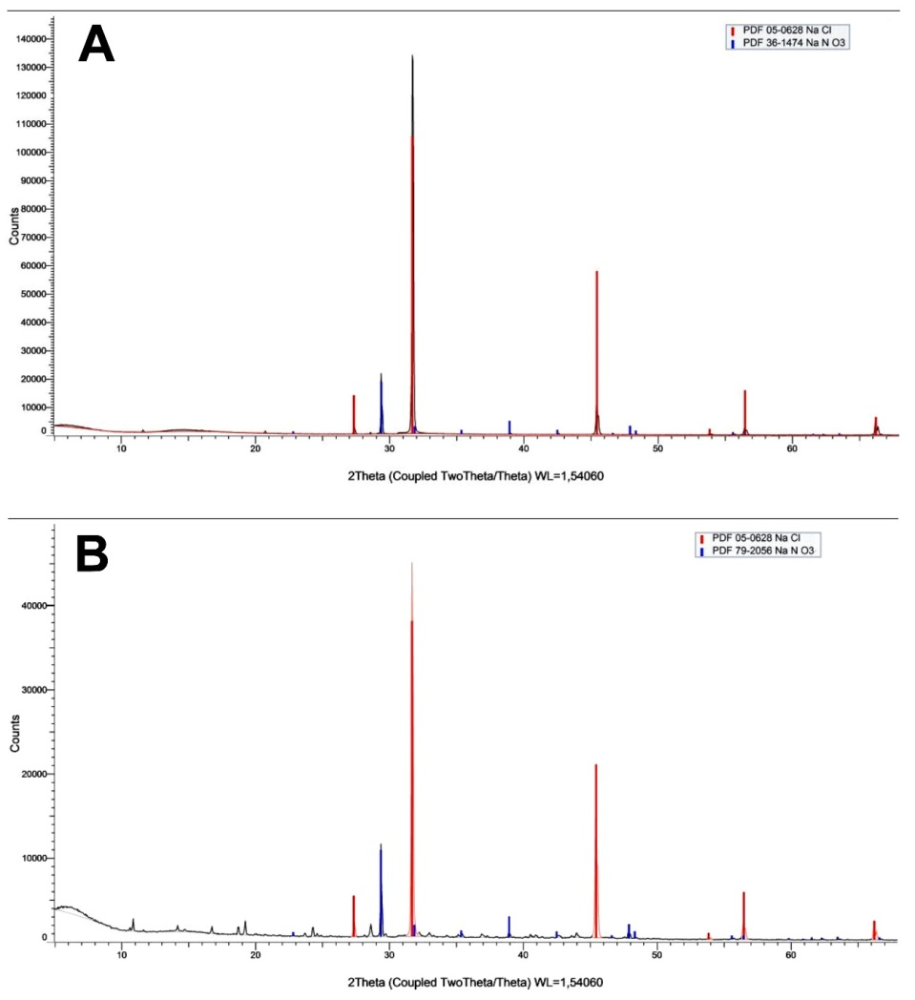 A
PDF 05-0628 Na Cl
PDF 36-1474 Na N O3
140000
130000
120000
110000
100000
90000
80000
70000
60000
50000
40000
30000
20000
10000
0
Counts
10 20 30 40 50 60
2Theta (Coupled TwoTheta/Theta) WL=1,54060
B
PDF 05-0628 Na Cl
PDF 79-2056 Na N O3
40000
30000
20000
10000
0
Counts
10 20 30 40 50 60
2Theta (Coupled TwoTheta/Theta) WL=1,54060